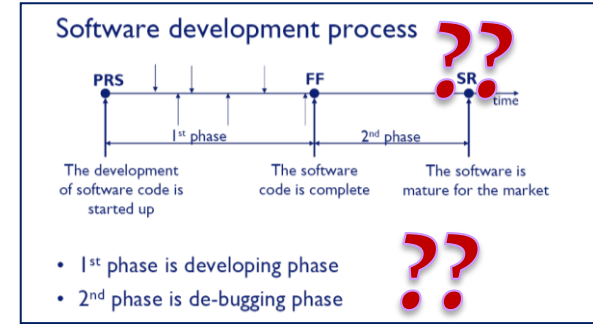 Software development process ??
PRS FF SR
time
1st phase 2nd phase
The development The software The software is
of software code is code is complete mature for the market
started up
• 1st phase is developing phase
• 2nd phase is de-bugging phase
??